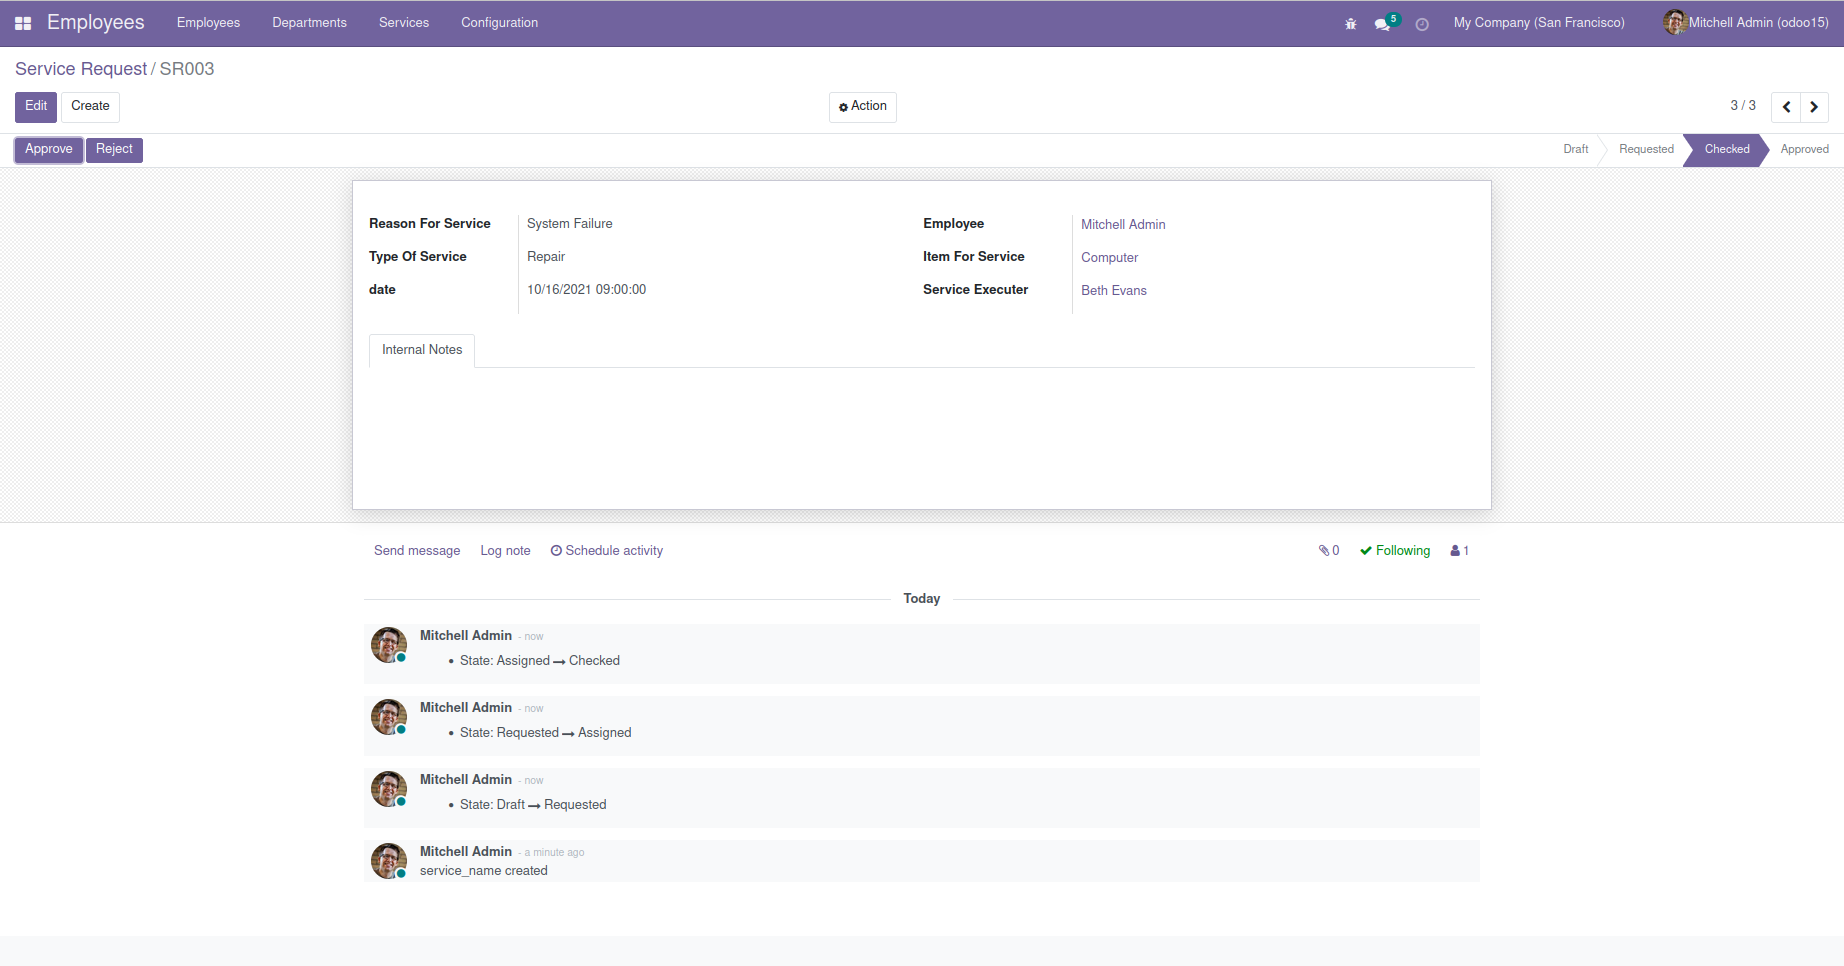 Employees Employees Departments Services Configuration 5 My Company (San Francisco) Mitchell Admin (odoo15)
Service Request / SR003
Edit Create Action 3 / 3
Approve Reject Draft Requested Checked Approved
Reason For Service System Failure Employee Mitchell Admin
Type Of Service Repair Item For Service Computer
date 10/16/2021 09:00:00 Service Executer Beth Evans
Internal Notes
Send message Log note Schedule activity 0 Following 1
Today
Mitchell Admin - now
• State: Assigned → Checked
Mitchell Admin - now
• State: Requested → Assigned
Mitchell Admin - now
• State: Draft → Requested
Mitchell Admin - a minute ago
service_name created